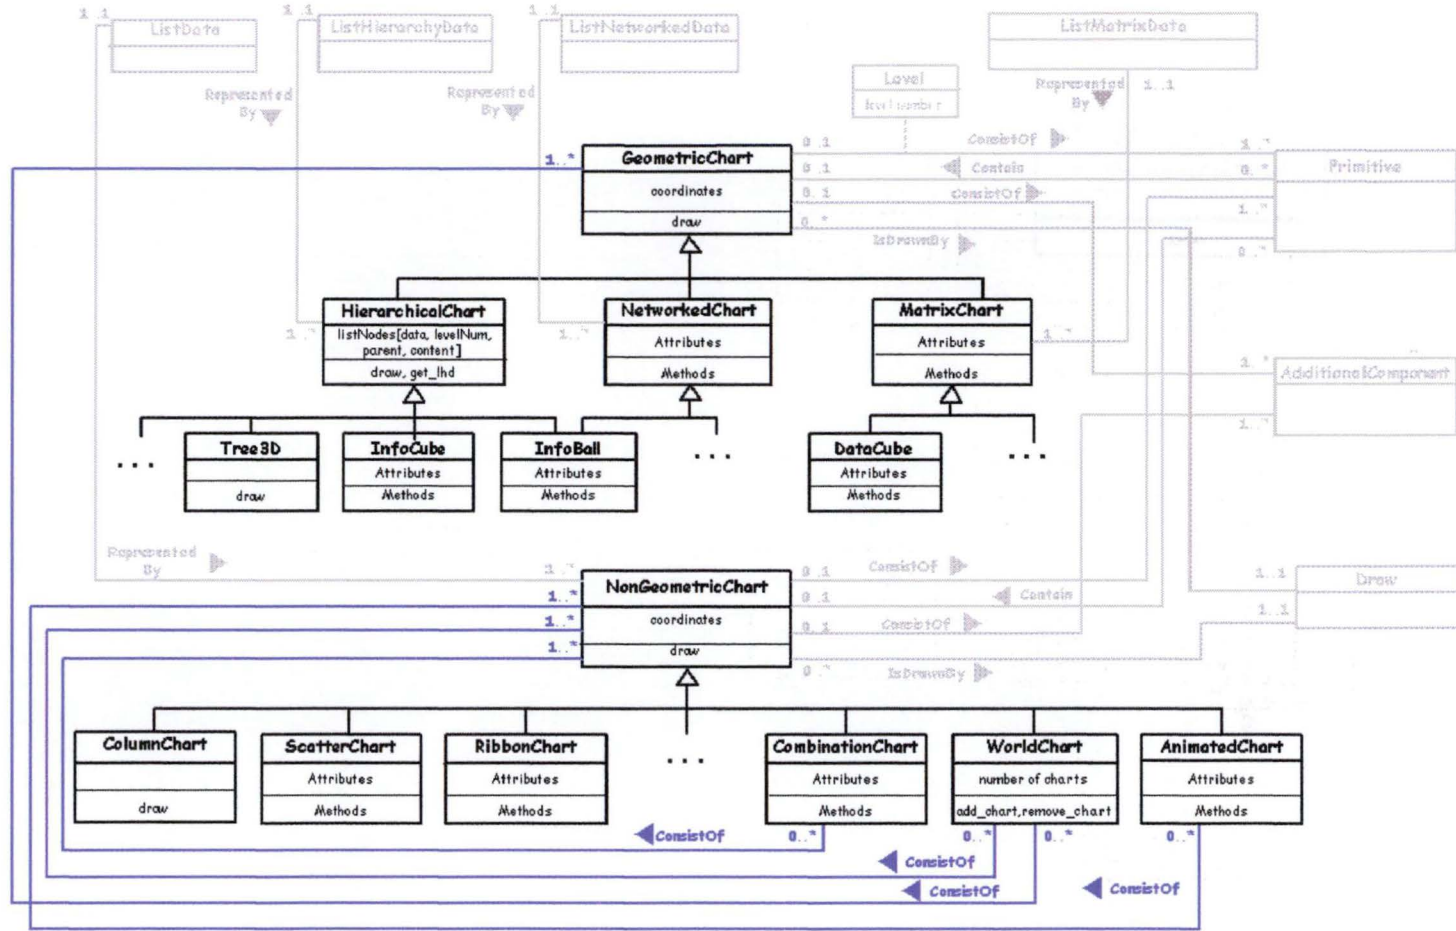 1..1
ListData
1..1
ListHierarchyData
1..1
ListNetworkedData
ListMatrixData
Represented
By
Represented
By
Level
levelnumber
Represented
By
1..1
1..*
GeometricChart
coordinates
draw
0..1
ConsistOf
1..*
0..1
Contain
0..*
Primitive
0..1
ConsistOf
1..*
0..*
IsDrawnBy
0..*
HierarchicalChart
listNodes[data, levelNum,
parent, content]
draw, get_lhd
1..*
NetworkedChart
Attributes
Methods
1..*
MatrixChart
Attributes
Methods
1..*
1..*
AdditionalComponent
1..*
...
Tree3D
draw
InfoCube
Attributes
Methods
InfoBall
Attributes
Methods
...
DataCube
Attributes
Methods
...
Represented
By
1..*
NonGeometricChart
coordinates
draw
1..*
1..*
1..*
0..1
ConsistOf
0..1
Contain
0..1
ConsistOf
0..*
IsDrawnBy
1..1
Draw
1..1
ColumnChart
draw
ScatterChart
Attributes
Methods
RibbonChart
Attributes
Methods
...
CombinationChart
Attributes
Methods
WorldChart
number of charts
add_chart,remove_chart
AnimatedChart
Attributes
Methods
ConsistOf
0..*
0..*
0..*
0..*
ConsistOf
ConsistOf
ConsistOf